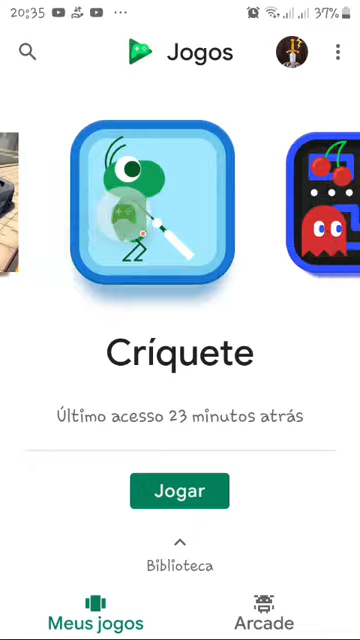 20:35 37%
Jogos
Críquete
Último acesso 23 minutos atrás
Jogar
Biblioteca
Meus jogos
Arcade